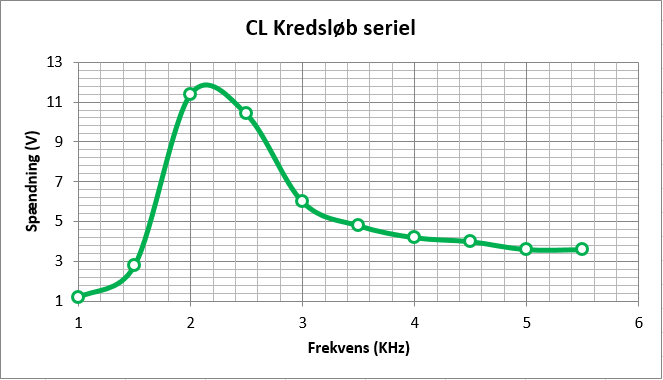 CL Kredsløb seriel
13
11
9
7
5
3
1
Spændning (V)
1 2 3 4 5 6
Frekvens (KHz)